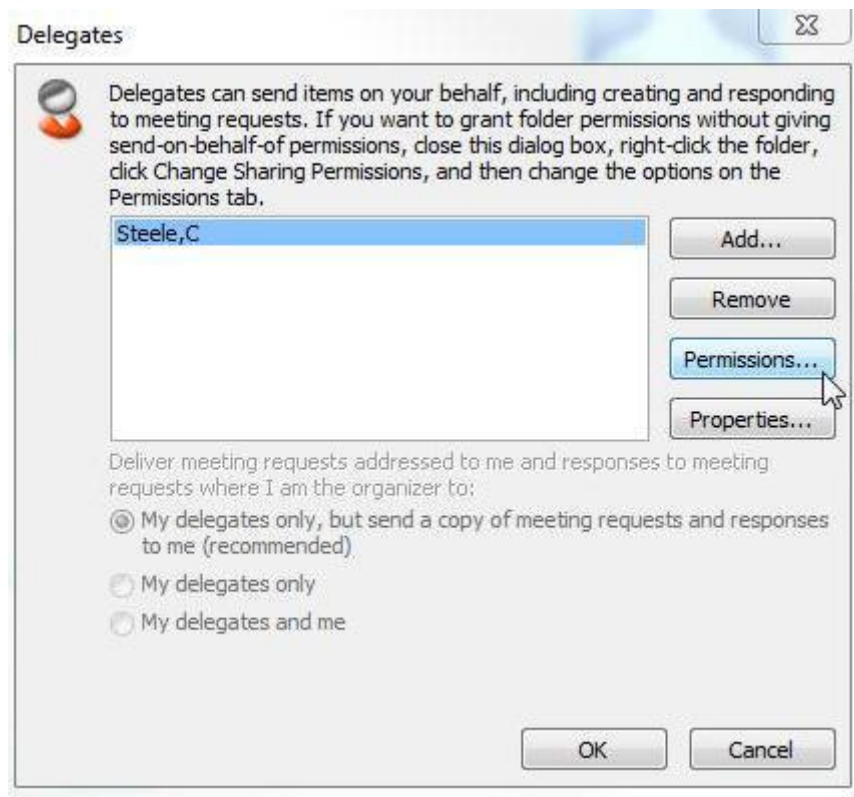 Delegates
Delegates can send items on your behalf, including creating and responding
to meeting requests. If you want to grant folder permissions without giving
send-on-behalf-of permissions, close this dialog box, right-click the folder,
click Change Sharing Permissions, and then change the options on the
Permissions tab.
Steele,C
Add...
Remove
Permissions...
Properties...
Deliver meeting requests addressed to me and responses to meeting
requests where I am the organizer to:
My delegates only, but send a copy of meeting requests and responses
to me (recommended)
My delegates only
My delegates and me
OK
Cancel